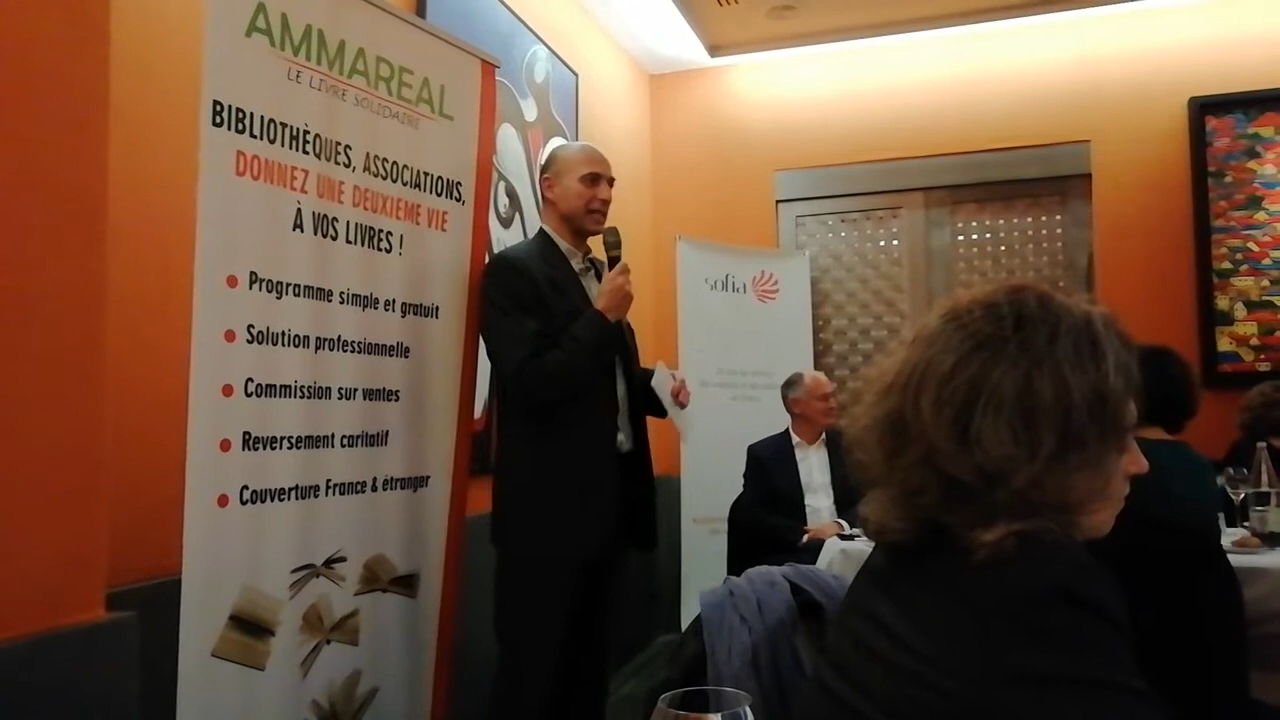 AMMAREAL
LE LIVRE SOLIDAIRE
BIBLIOTHÈQUES, ASSOCIATIONS,
DONNEZ UNE DEUXIEME VIE
À VOS LIVRES !
Programme simple et gratuit
Solution professionnelle
Commission sur ventes
Reversement caritatif
Couverture France & étranger
sofia